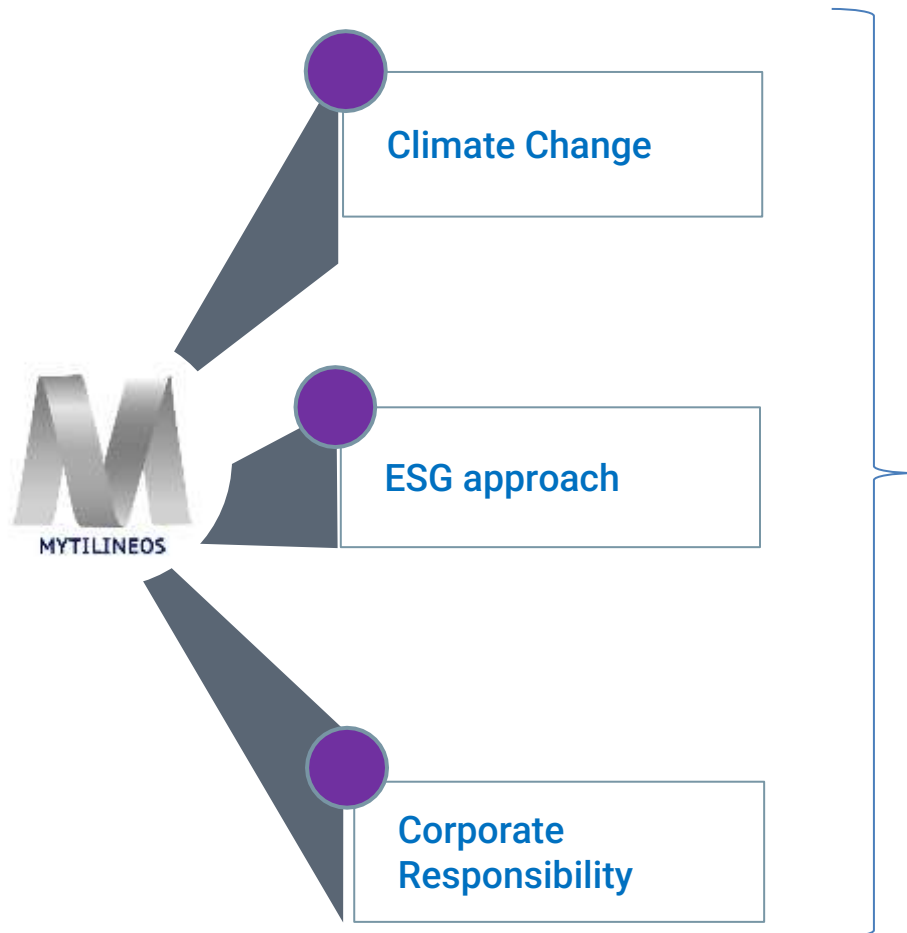 Climate Change
MYTILINEOS
ESG approach
Corporate
Responsibility